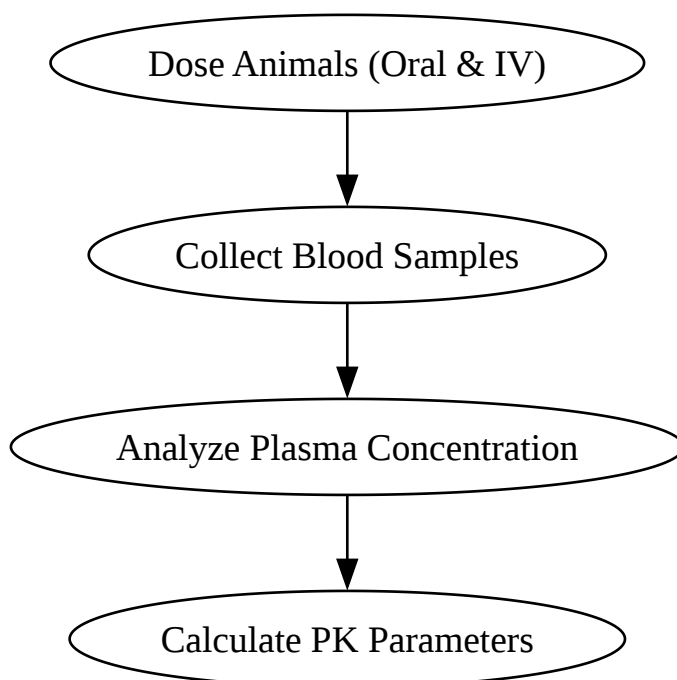 Dose Animals (Oral & IV)
Collect Blood Samples
Analyze Plasma Concentration
Calculate PK Parameters